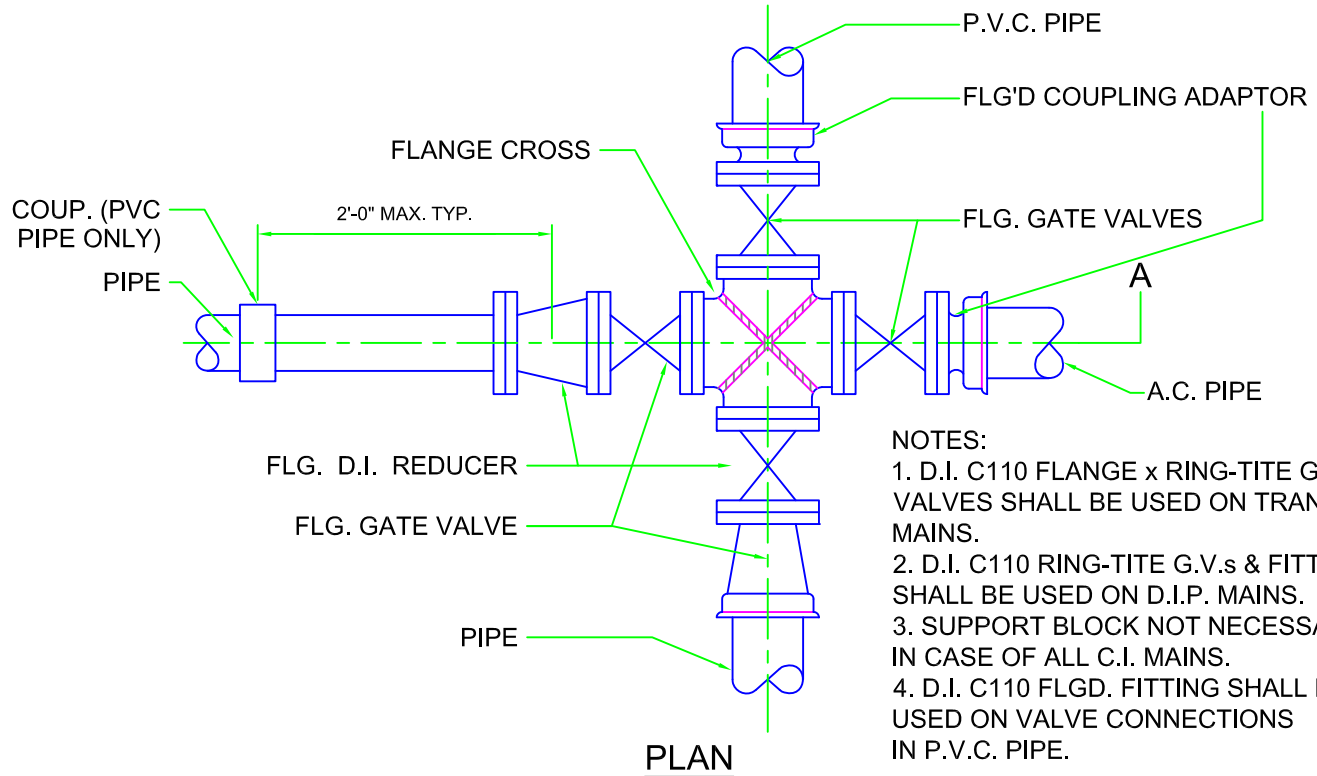 P.V.C. PIPE
FLG'D COUPLING ADAPTOR
FLANGE CROSS
COUP. (PVC
PIPE ONLY)
2'-0" MAX. TYP.
FLG. GATE VALVES
PIPE
A
A.C. PIPE
FLG. D.I. REDUCER
FLG. GATE VALVE
PIPE
NOTES:
1. D.I. C110 FLANGE x RING-TITE
VALVES SHALL BE USED ON
MAINS.
2. D.I. C110 RING-TITE G.V.s &
SHALL BE USED ON D.I.P. MAINS.
3. SUPPORT BLOCK NOT
IN CASE OF ALL C.I. MAINS.
4. D.I. C110 FLGD. FITTING SHALL
USED ON VALVE CONNECTIONS
IN P.V.C. PIPE.
PLAN